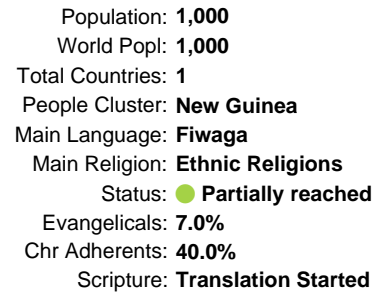 Population: 1,000
World Popl: 1,000
Total Countries: 1
People Cluster: New Guinea
Main Language: Fiwaga
Main Religion: Ethnic Religions
Status: Partially reached
Evangelicals: 7.0%
Chr Adherents: 40.0%
Scripture: Translation Started